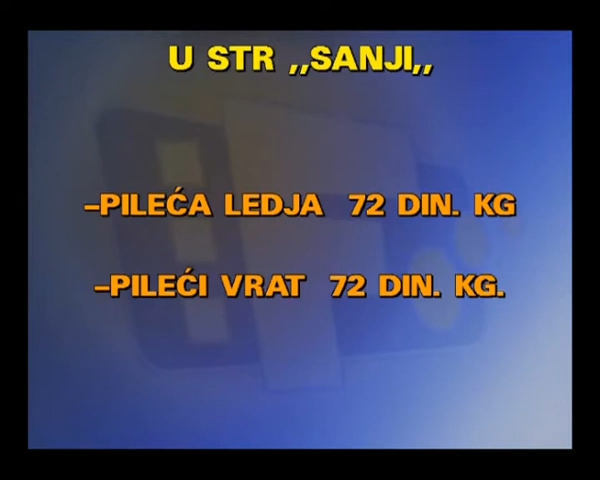 U STR ,,SANJI,,
–PILEĆA LEDJA 72 DIN. KG
–PILEĆI VRAT 72 DIN. KG.